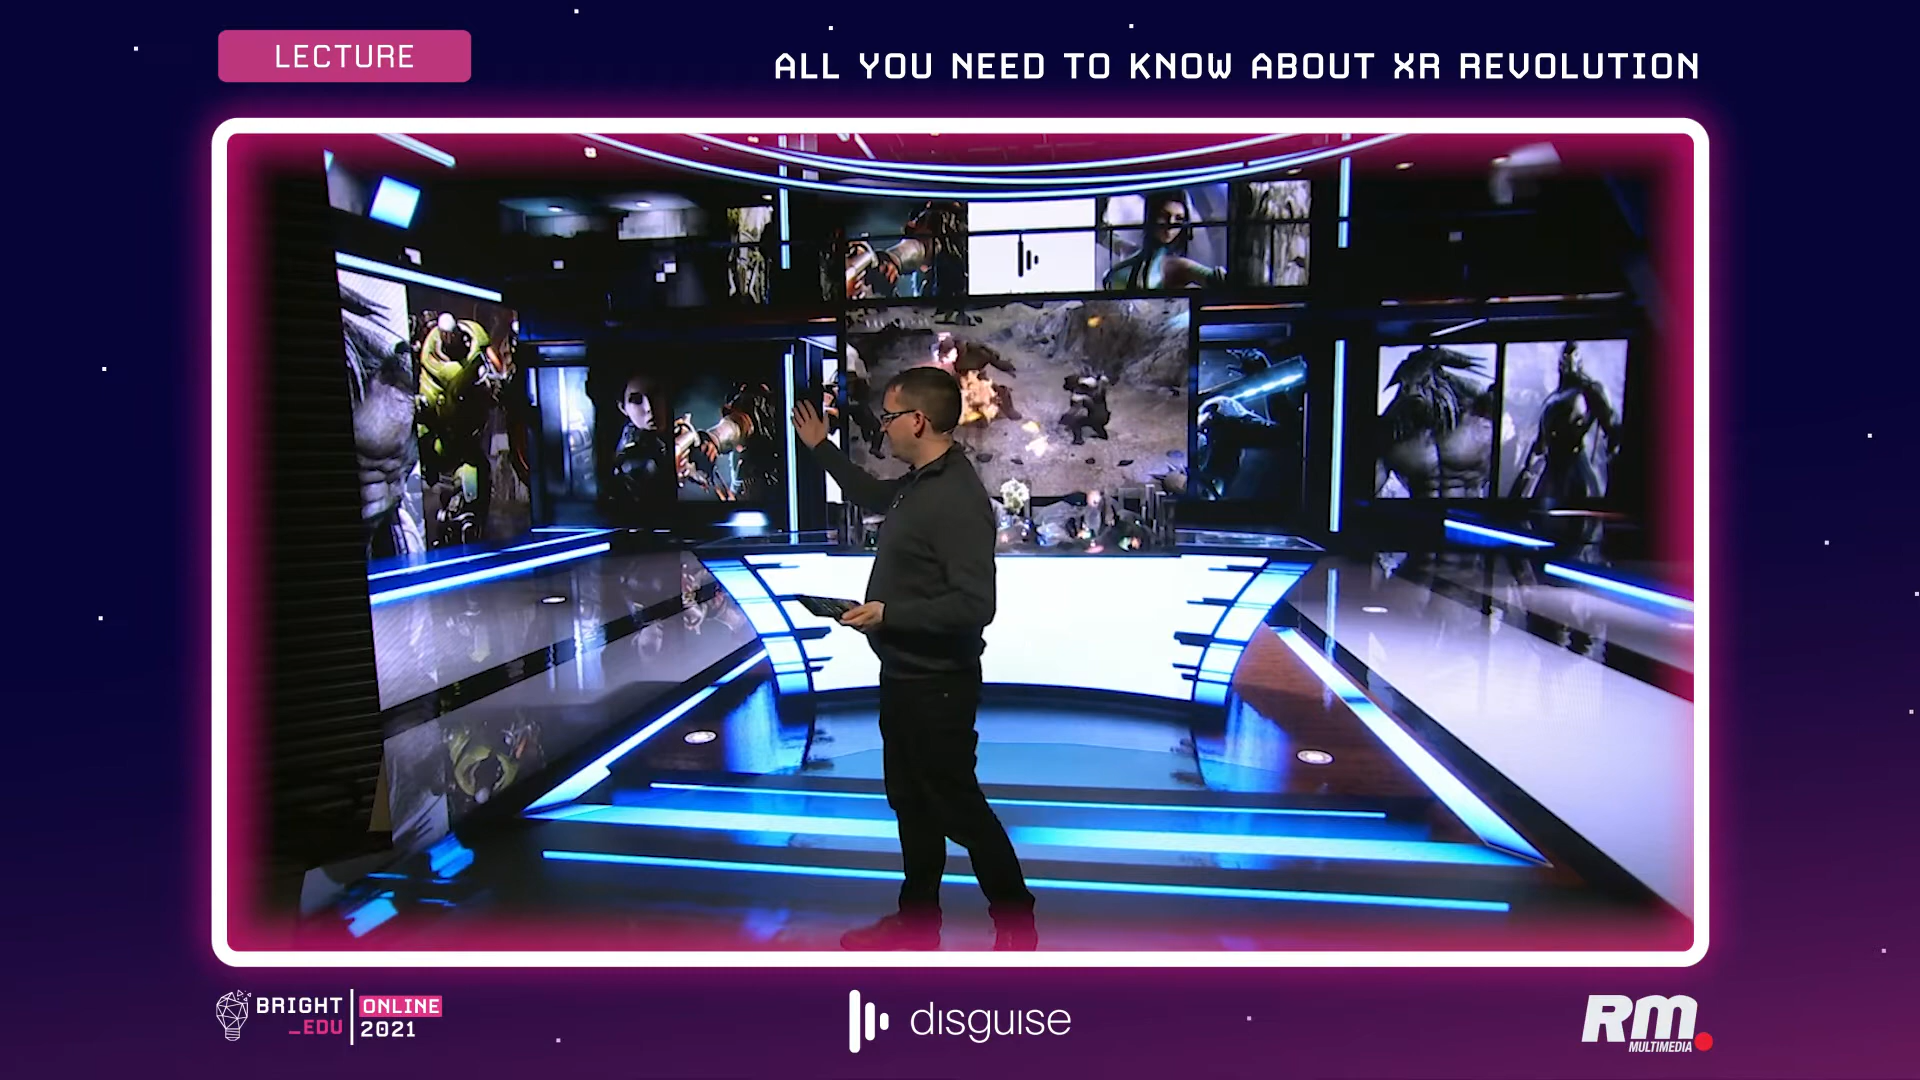 LECTURE
ALL YOU NEED TO KNOW ABOUT XR REVOLUTION
BRIGHT
_EDU
ONLINE
2021
disguise
RM
MULTIMEDIA